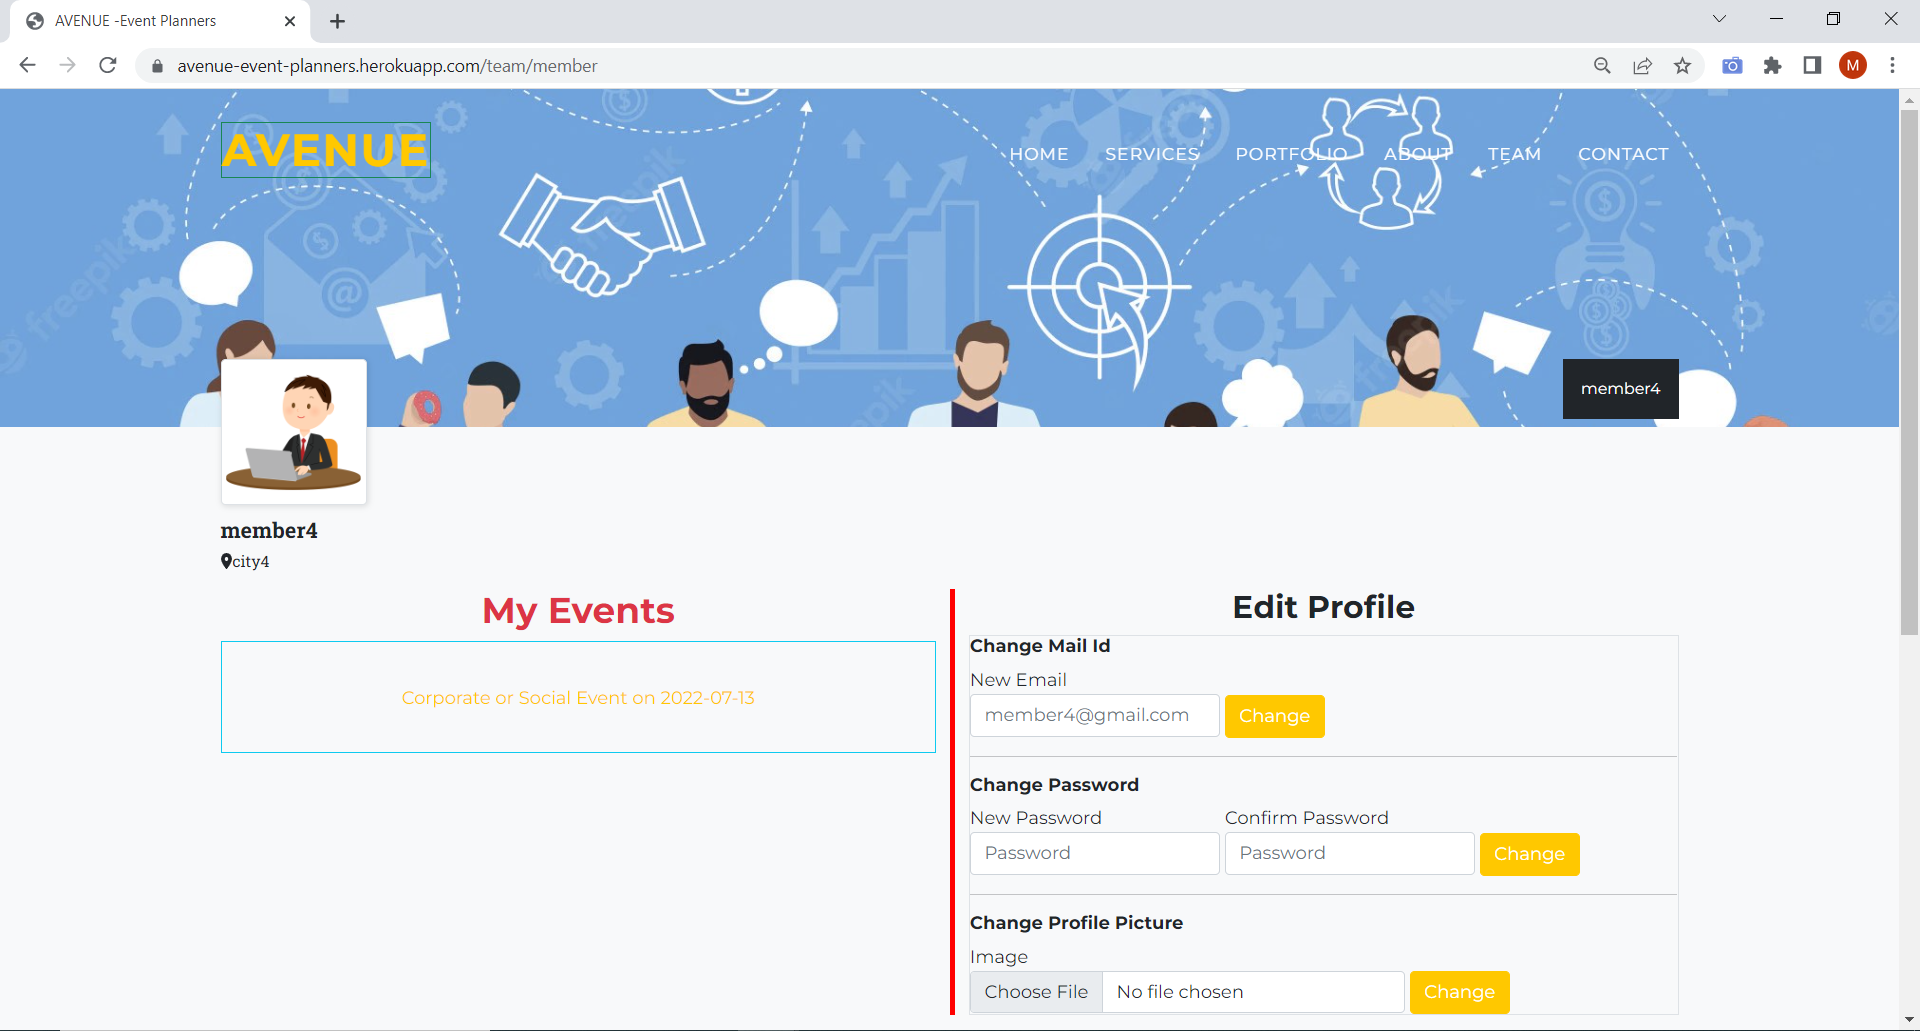 AVENUE -Event Planners
avenue-event-planners.herokuapp.com/team/member
M
AVENUE
HOME SERVICES PORTFOLIO ABOUT TEAM CONTACT
freepik
member4
member4
city4
My Events
Corporate or Social Event on 2022-07-13
Edit Profile
Change Mail Id
New Email
member4@gmail.com Change
Change Password
New Password Confirm Password
Password Password Change
Change Profile Picture
Image
Choose File No file chosen Change